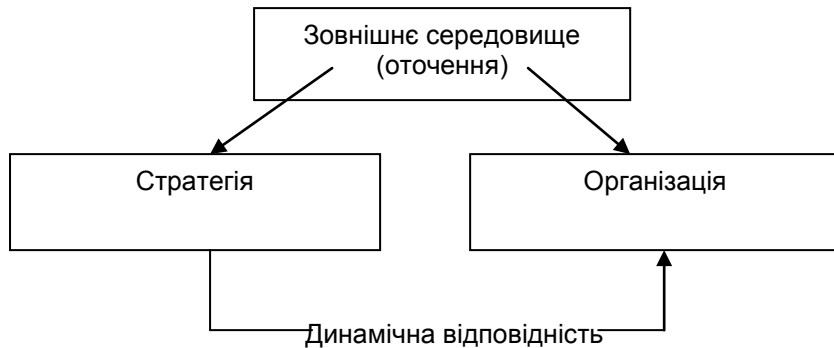 Зовнішнє середовище
(оточення)
Стратегія
Організація
Динамічна відповідність